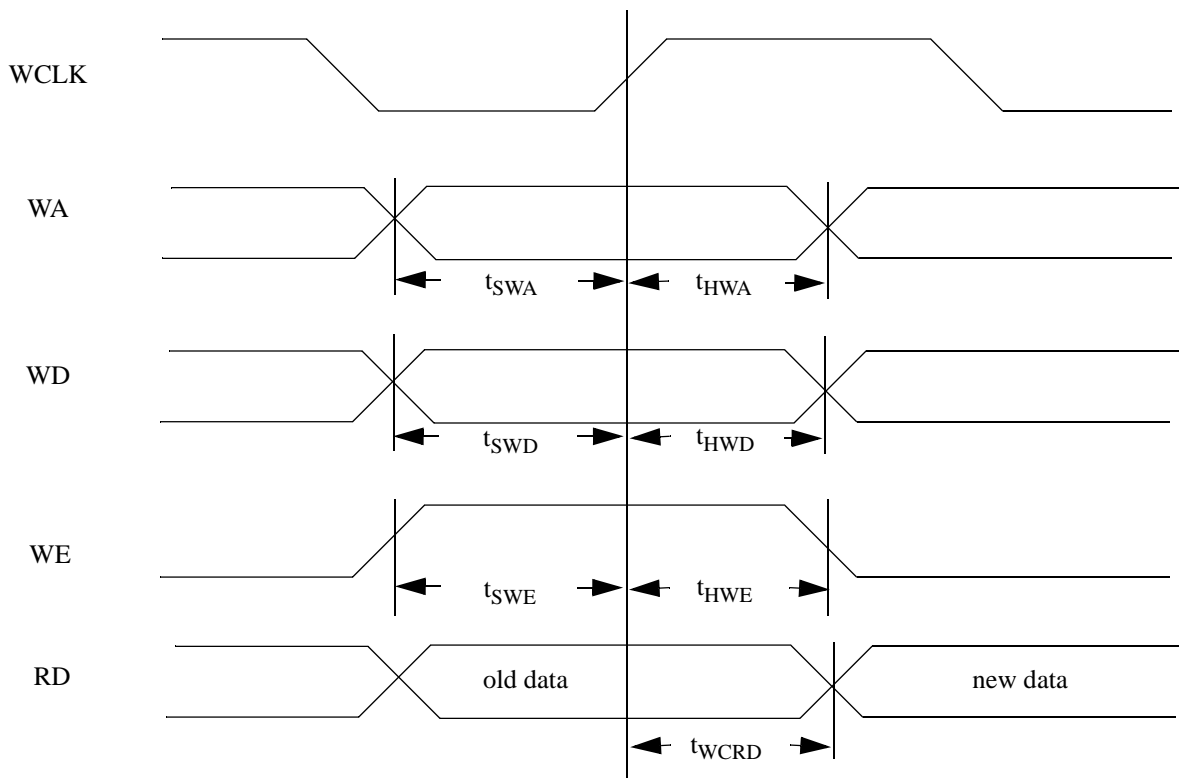 WCLK
WA
tSWA tHWA
WD
tSWD tHWD
WE
tSWE tHWE
RD old data new data
tWCRD